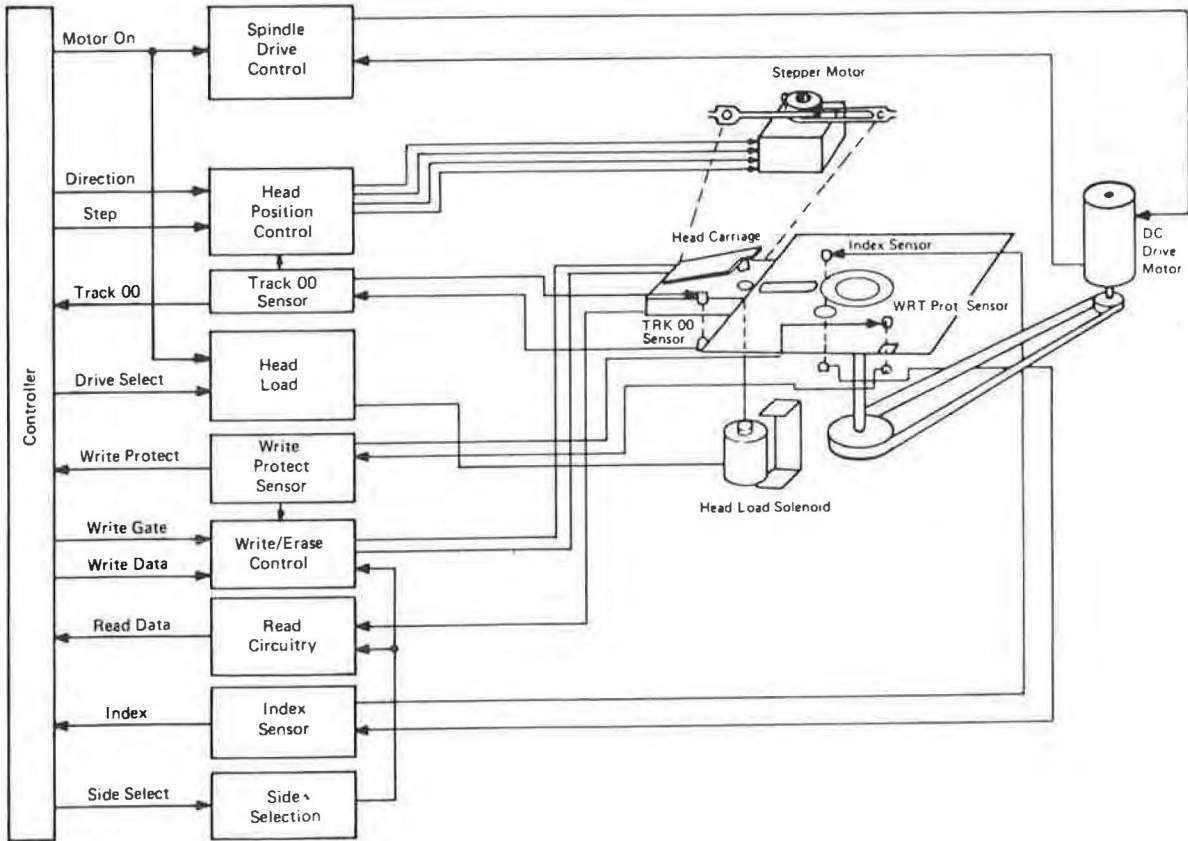 Controller
Motor On
Spindle
Drive
Control
Direction
Step
Head
Position
Control
Track 00
Track 00
Sensor
Drive Select
Head
Load
Write Protect
Write
Protect
Sensor
Write Gate
Write Data
Write/Erase
Control
Read Data
Read
Circuitry
Index
Index
Sensor
Side Select
Side
Selection
Stepper Motor
Head Carriage
Index Sensor
DC
Drive
Motor
TRK 00
Sensor
WRT Prot. Sensor
Head Load Solenoid